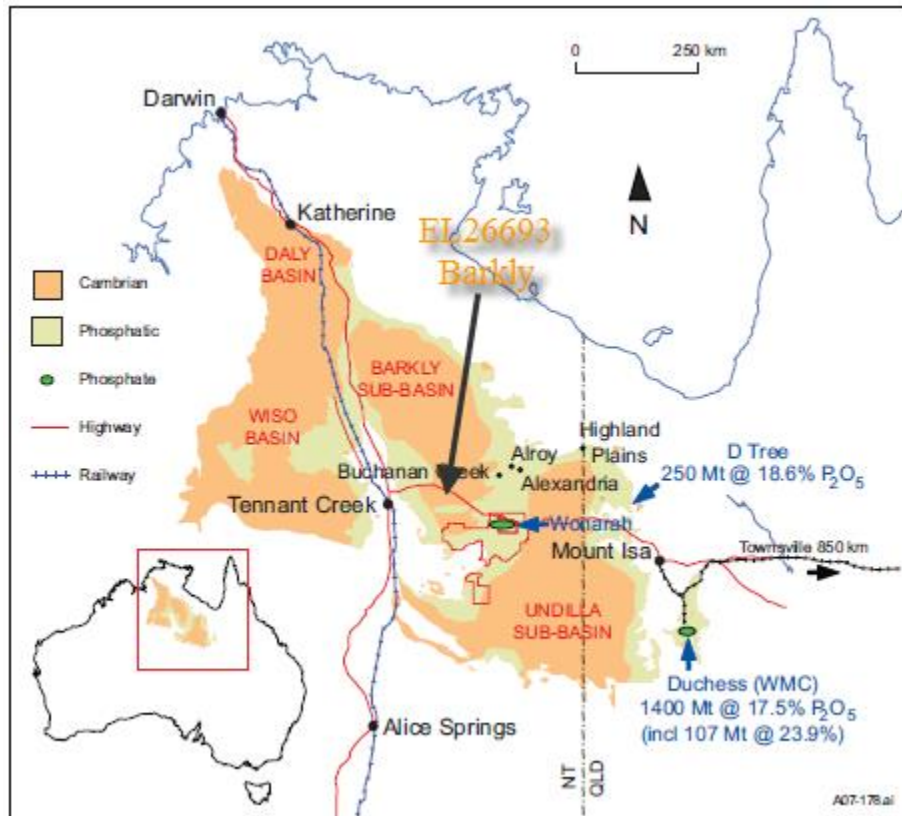 0 250 km
Darwin
N
Katherine
EL26693
Barkly
DALY
BASIN
Cambrian
Phosphatic
Phosphate
Highway
Railway
BARKLY
SUB-BASIN
WISO
BASIN
Highland
Plains
Alroy
Buchanan Creek
Alexandria
D Tree
250 Mt @ 18.6% P₂O₅
Tennant Creek
Wonarah
Mount Isa
Townsville 850 km
UNDILLA
SUB-BASIN
Duchess (WMC)
1400 Mt @ 17.5% P₂O₅
(incl 107 Mt @ 23.9%)
Alice Springs
NT
QLD
A07-178.ai